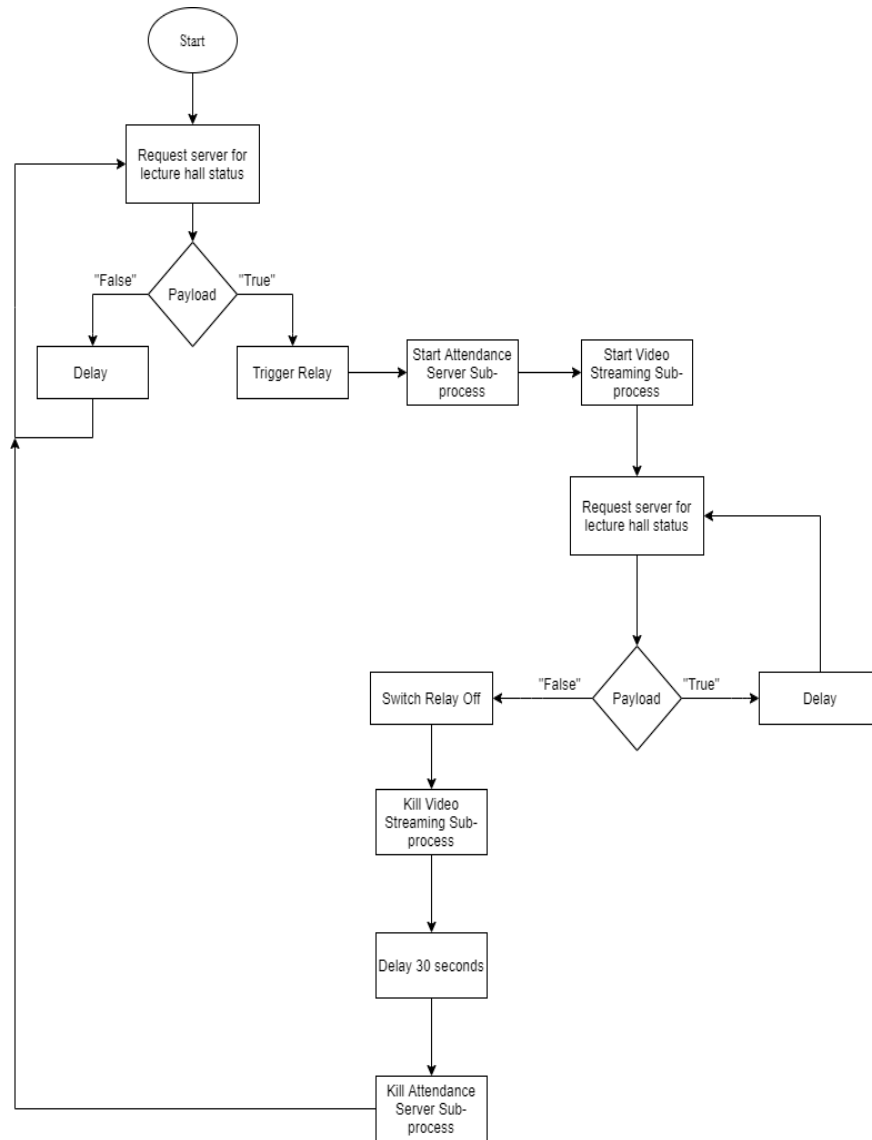 Start
Request server for
lecture hall status
"False"
"True"
Payload
Delay
Trigger Relay
Start Attendance
Server Sub-
process
Start Video
Streaming Sub-
process
Request server for
lecture hall status
"False"
"True"
Payload
Switch Relay Off
Delay
Kill Video
Streaming Sub-
process
Delay 30 seconds
Kill Attendance
Server Sub-
process